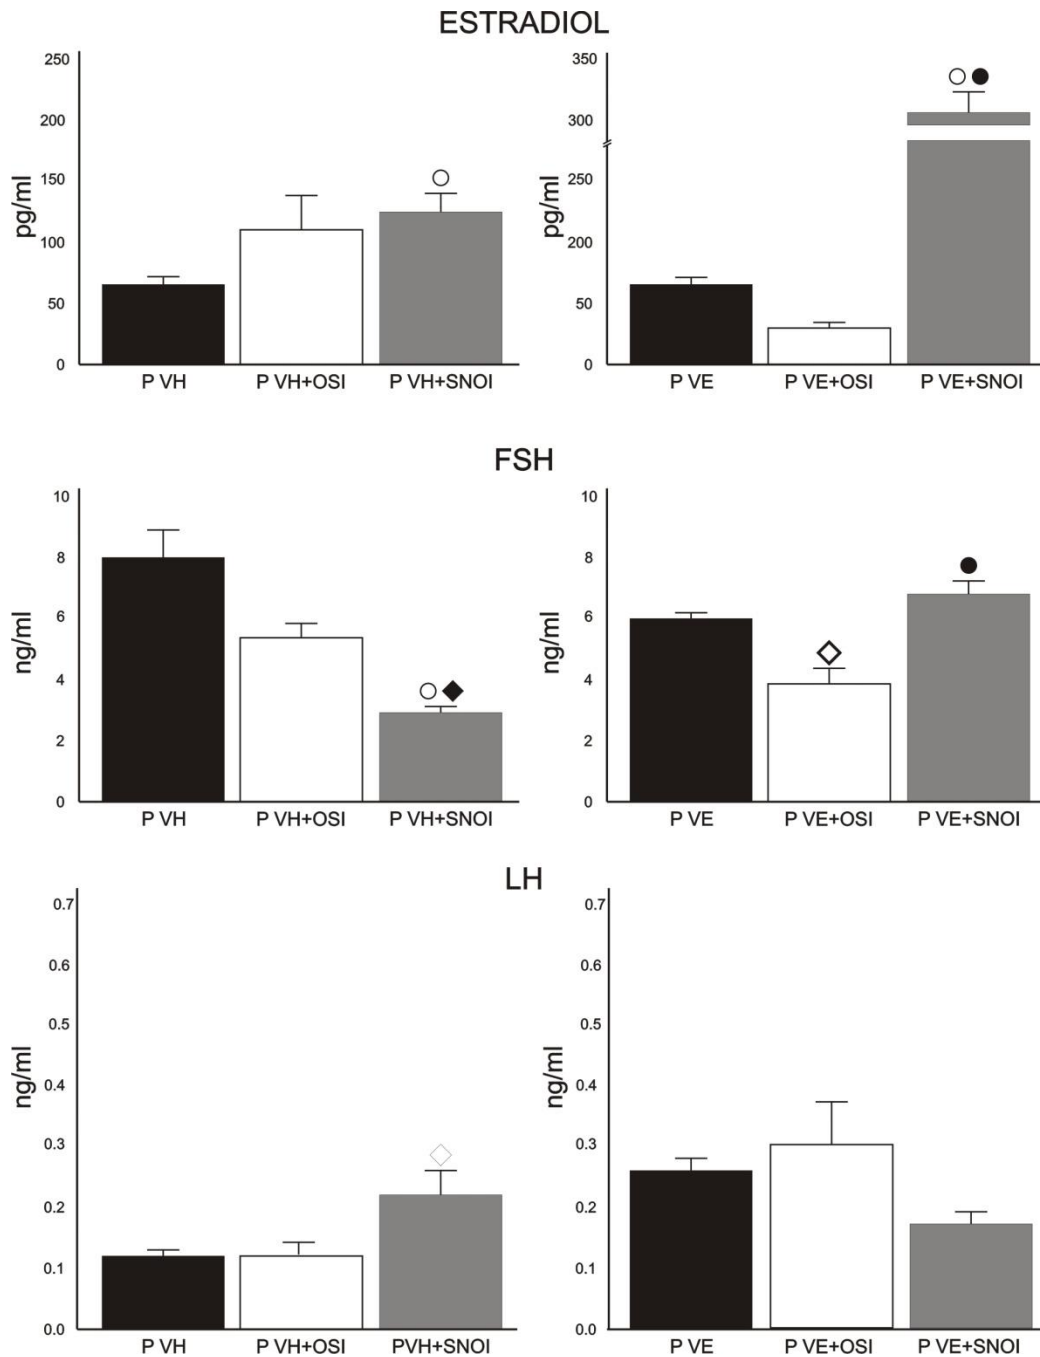 ESTRADIOL
pg/ml
250
200
150
100
50
0
P VH P VH+OSI P VH+SNOI
pg/ml
350
300
250
200
50
0
P VE P VE+OSI P VE+SNOI
FSH
ng/ml
10
8
6
4
2
0
P VH P VH+OSI P VH+SNOI
ng/ml
10
8
6
4
2
0
P VE P VE+OSI P VE+SNOI
LH
ng/ml
0.7
0.6
0.5
0.4
0.3
0.2
0.1
0.0
P VH P VH+OSI PVH+SNOI
ng/ml
0.7
0.6
0.5
0.4
0.3
0.2
0.1
0.0
P VE P VE+OSI P VE+SNOI